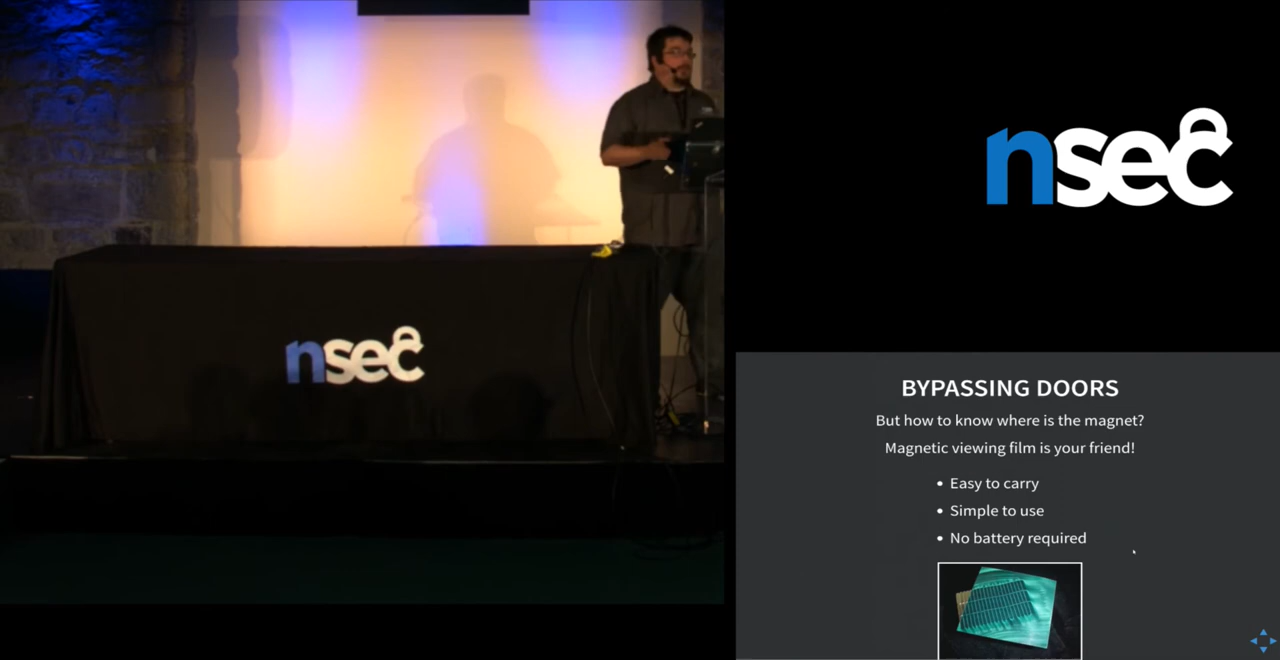 nsec
nsec
BYPASSING DOORS
But how to know where is the magnet?
Magnetic viewing film is your friend!
• Easy to carry
• Simple to use
• No battery required